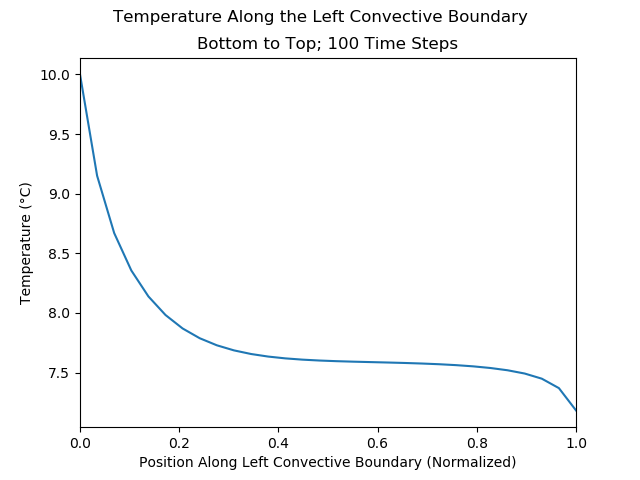 Temperature Along the Left Convective Boundary
Bottom to Top; 100 Time Steps
10.0
9.5
9.0
8.5
8.0
7.5
Temperature (°C)
0.0 0.2 0.4 0.6 0.8 1.0
Position Along Left Convective Boundary (Normalized)